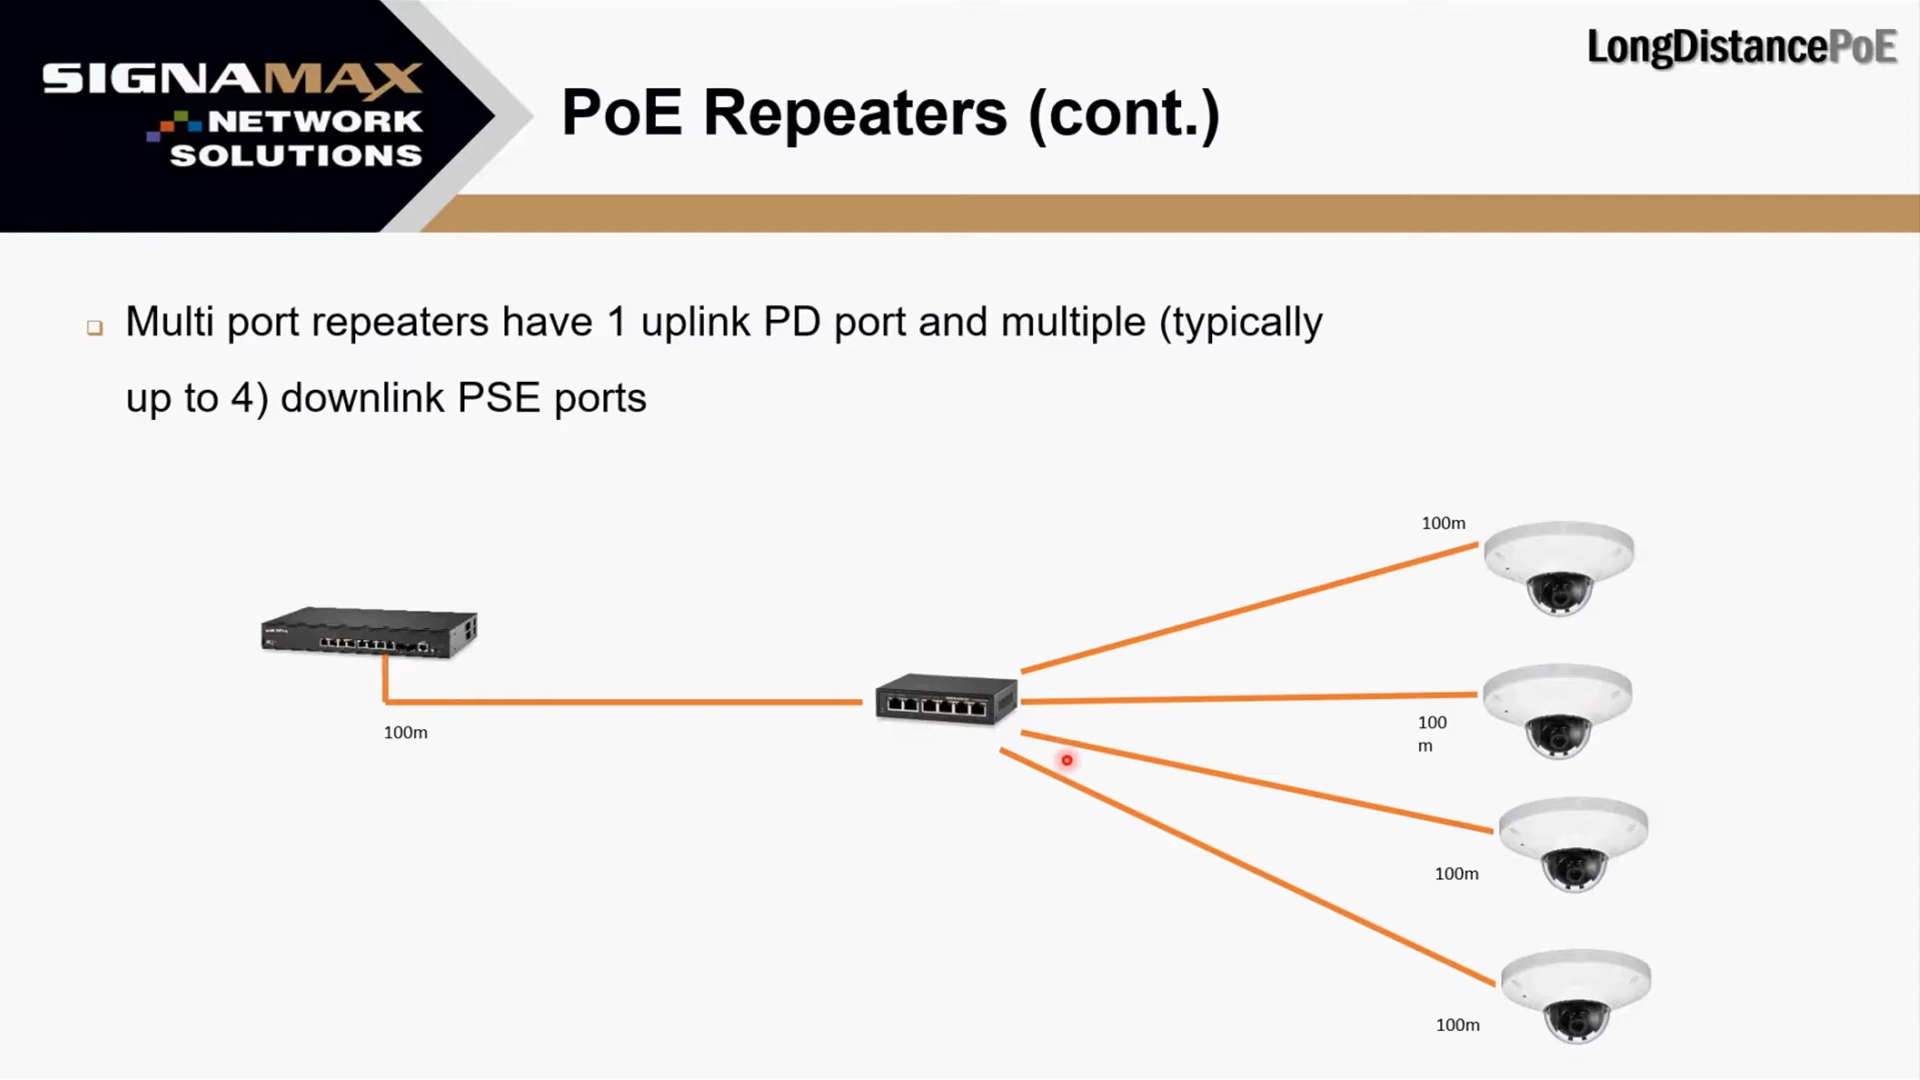 SIGNAMAX
NETWORK
SOLUTIONS
LongDistancePoE
PoE Repeaters (cont.)
Multi port repeaters have 1 uplink PD port and multiple (typically
up to 4) downlink PSE ports
100m
100m
100
m
100m
100m